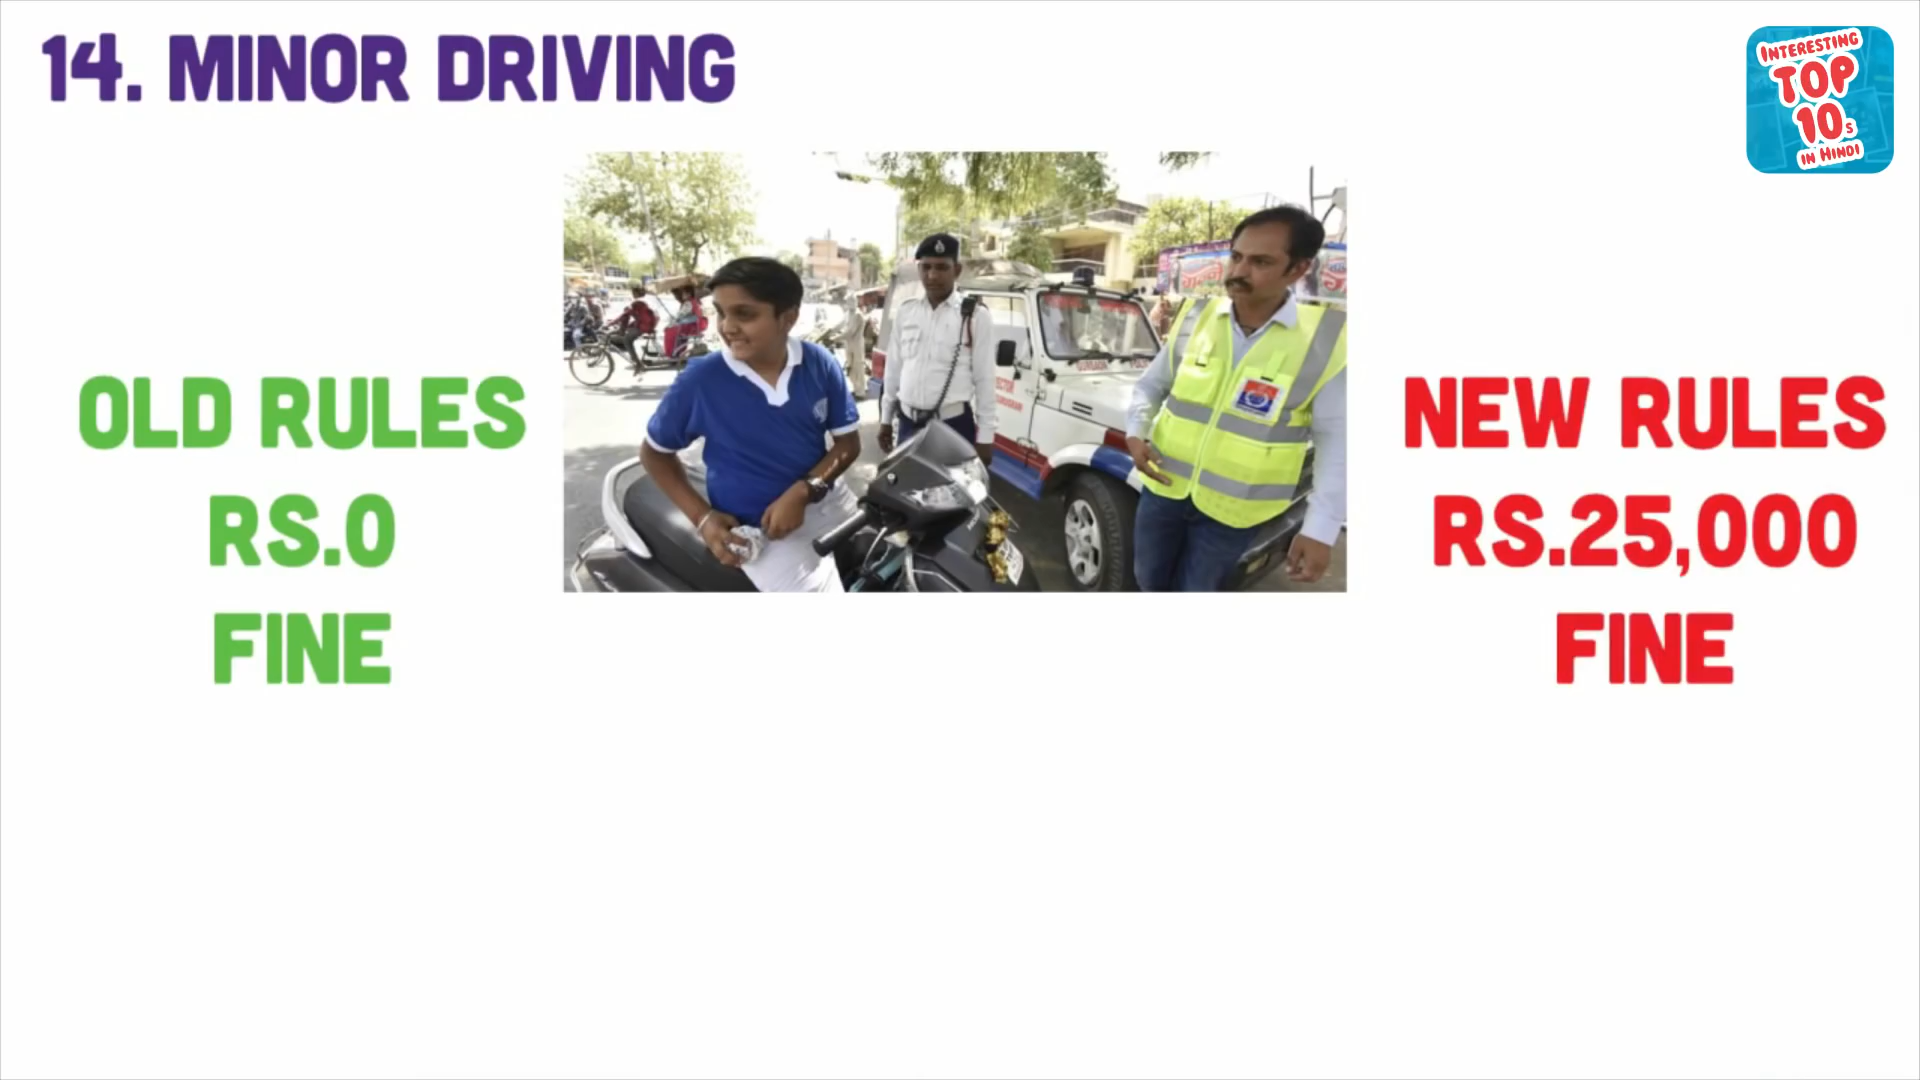 14. MINOR DRIVING
INTERESTING
TOP
10s
IN HINDI
OLD RULES
RS.0
FINE
NEW RULES
RS.25,000
FINE